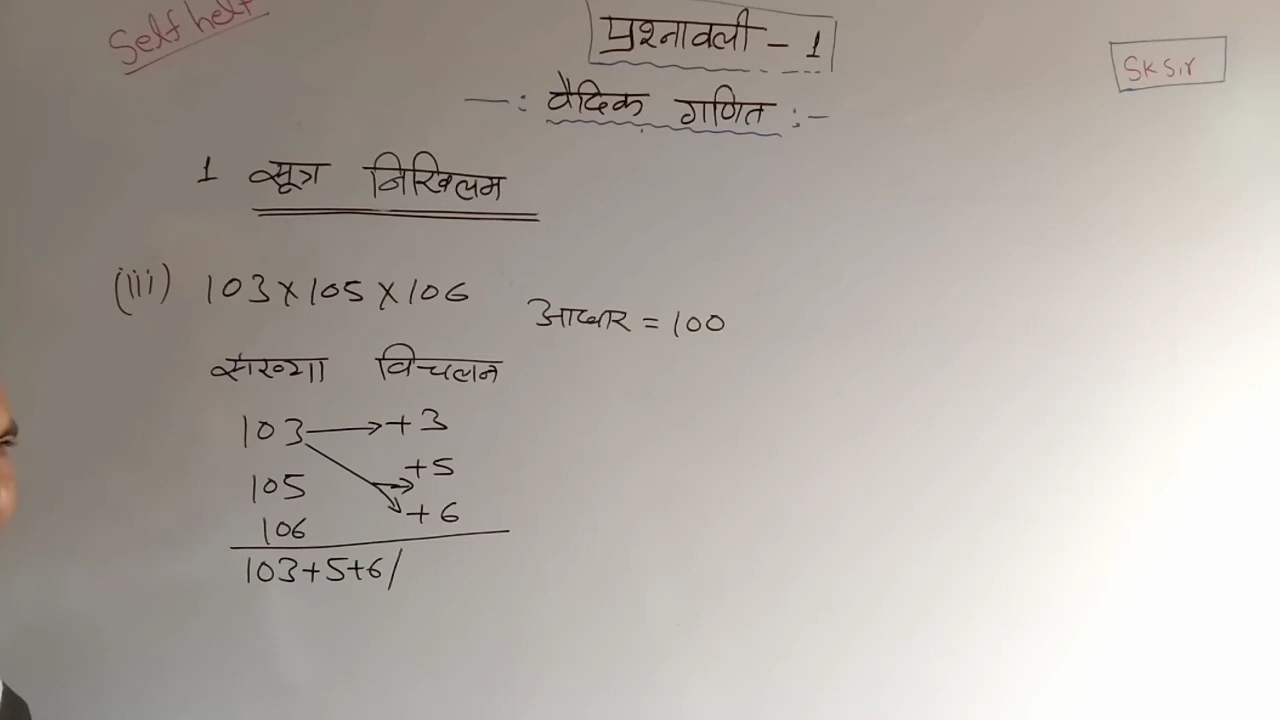 Self help
प्रश्नावली - 1
SK Sir
-: वैदिक गणित :-
1 सूत्र निखिलम
(iii) 103×105×106
आधार = 100
संख्या विचलन
103 → +3
105 +5
106 +6
103+5+6/